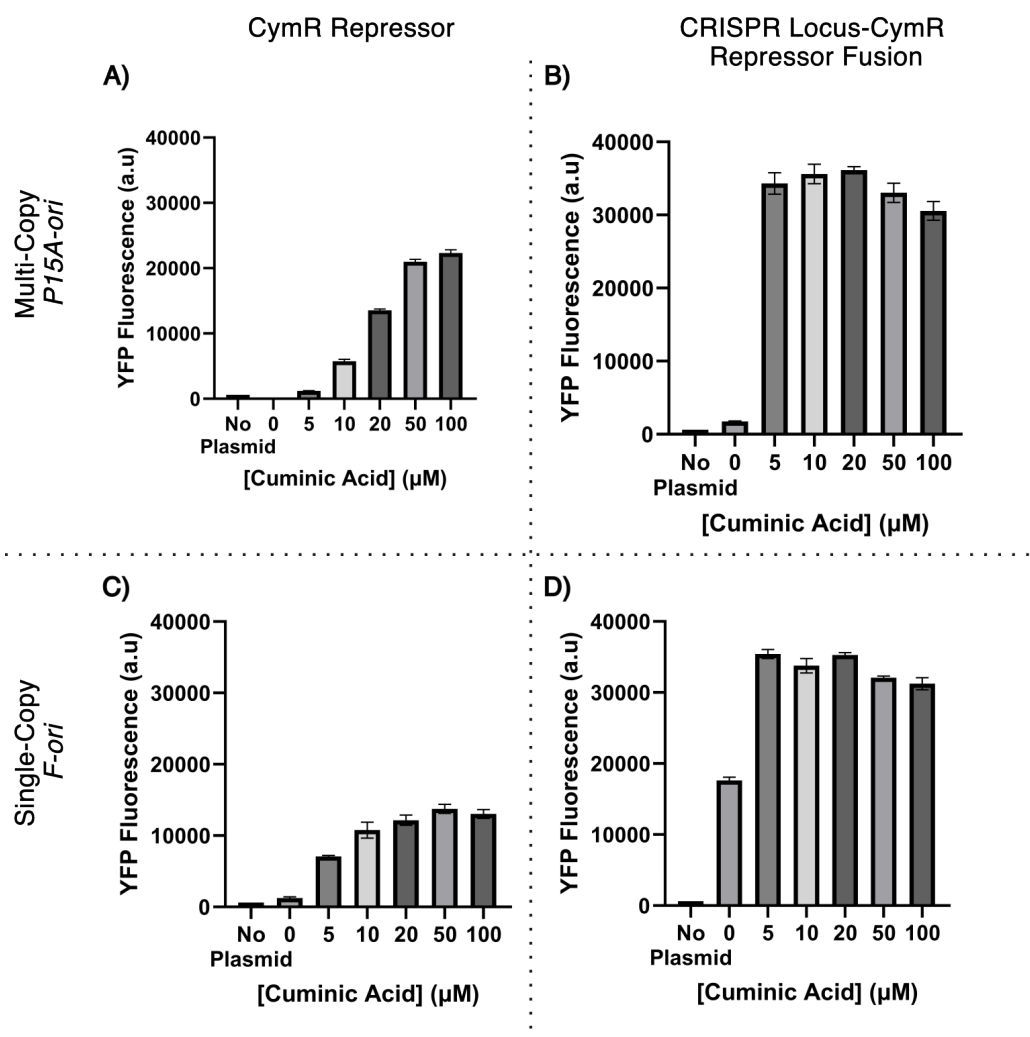 CymR Repressor
CRISPR Locus-CymR
Repressor Fusion
Multi-Copy
P15A-ori
A)
YFP Fluorescence (a.u)
40000
30000
20000
10000
0
No
Plasmid
0 5 10 20 50 100
[Cuminic Acid] (µM)
B)
YFP Fluorescence (a.u)
40000
30000
20000
10000
0
No
Plasmid
0 5 10 20 50 100
[Cuminic Acid] (µM)
Single-Copy
F-ori
C)
YFP Fluorescence (a.u)
40000
30000
20000
10000
0
No
Plasmid
0 5 10 20 50 100
[Cuminic Acid] (µM)
D)
YFP Fluorescence (a.u)
40000
30000
20000
10000
0
No
Plasmid
0 5 10 20 50 100
[Cuminic Acid] (µM)